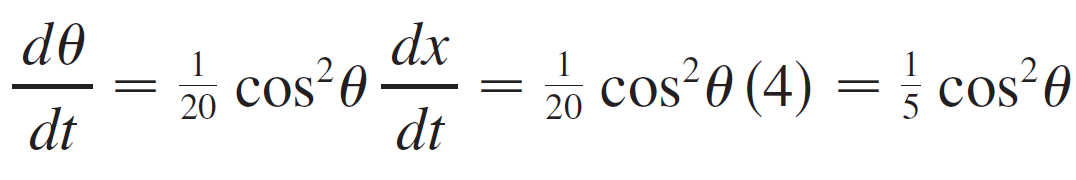 dθ/dt = 1/20 cos²θ dx/dt = 1/20 cos²θ (4) = 1/5 cos²θ